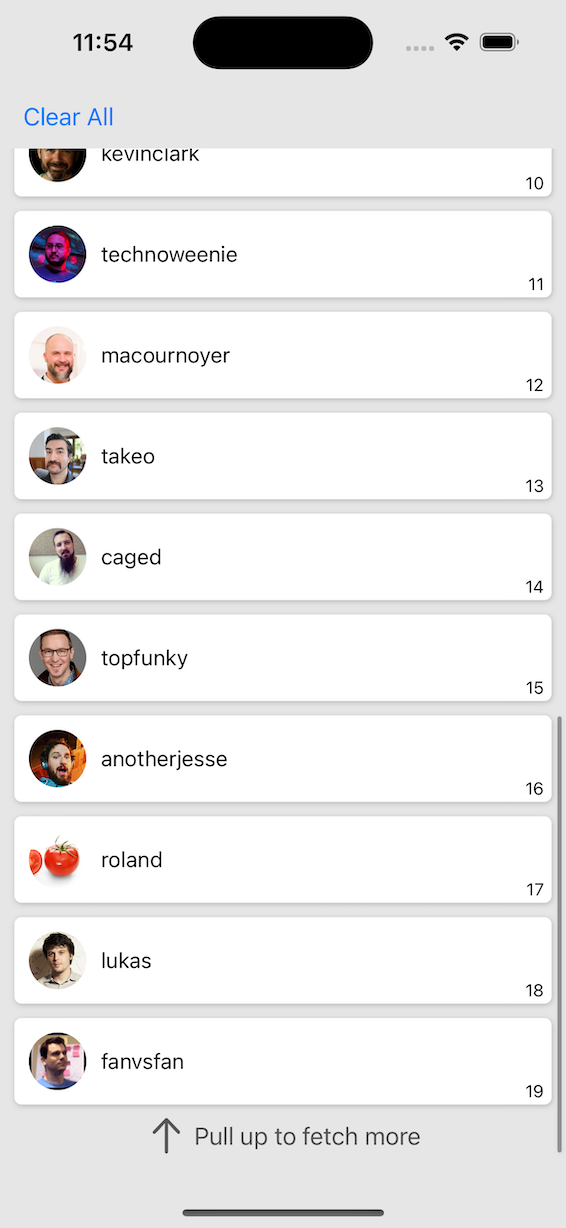 11:54
Clear All
kevinclark
10
technoweenie
11
macournoyer
12
takeo
13
caged
14
topfunky
15
anotherjesse
16
roland
17
lukas
18
fanvsfan
19
Pull up to fetch more